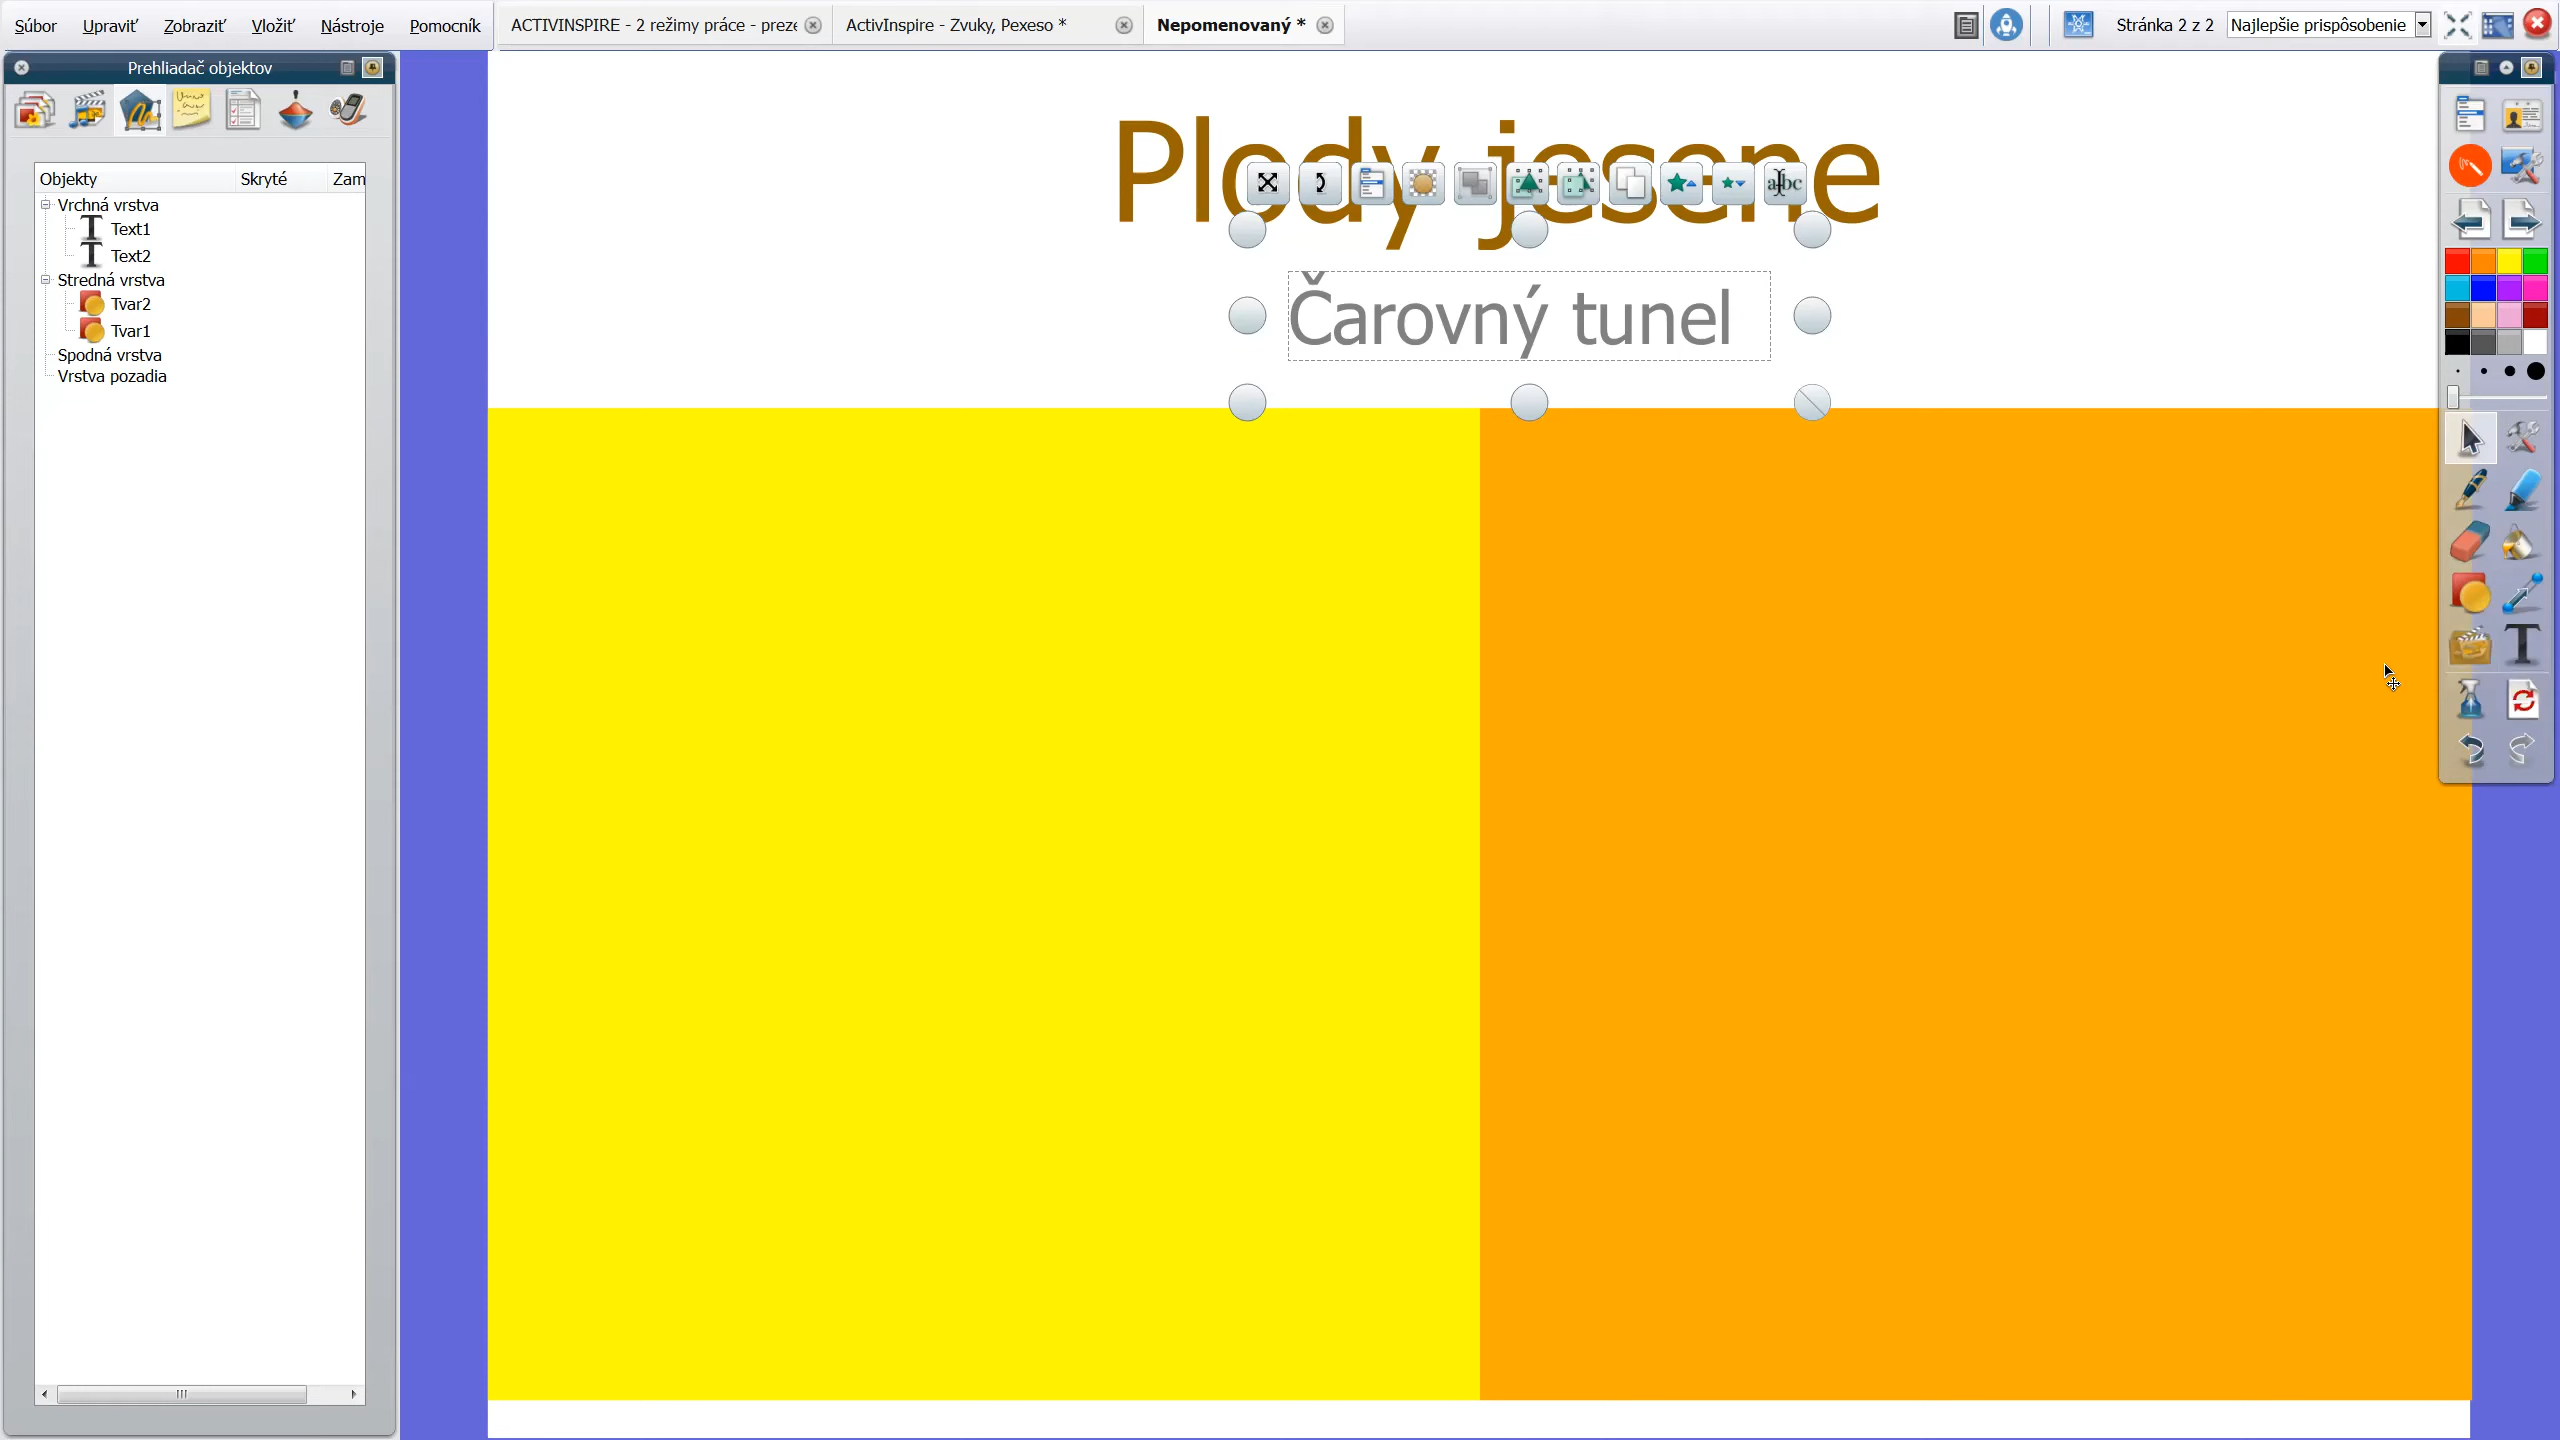 Súbor Upraviť Zobraziť Vložiť Nástroje Pomocník
ACTIVINSPIRE - 2 režimy práce - preze
ActivInspire - Zvuky, Pexeso *
Nepomenovaný *
Stránka 2 z 2
Najlepšie prispôsobenie
Prehliadač objektov
Objekty Skryté Zam
Vrchná vrstva
Text1
Text2
Stredná vrstva
Tvar2
Tvar1
Spodná vrstva
Vrstva pozadia
Plody jesene
abc
Čarovný tunel